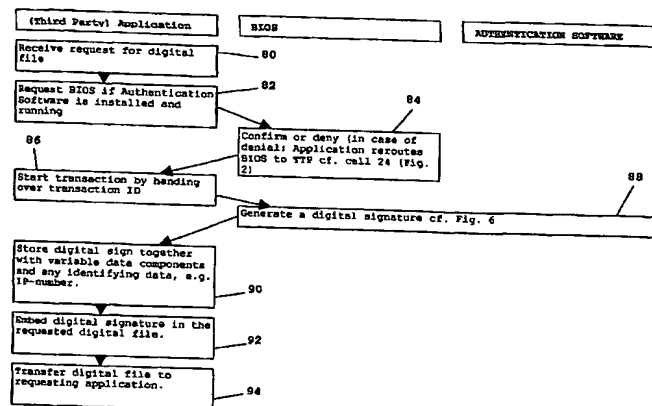 (Third Party) Application
BIOS
AUTHENTICATION SOFTWARE
Receive request for digital
file
80
Request BIOS if Authentication
Software is installed and
running
82
84
Confirm or deny (in case of
denial; Application reroutes
BIOS to TTP cf. call 24 (Fig.
2)
86
Start transaction by handing
over transaction ID
88
Generate a digital signature cf. Fig. 6
Store digital sign together
with variable data components
and any identifying data, e.g.
IP-number.
90
Embed digital signature in the
requested digital file.
92
Transfer digital file to
requesting application.
94